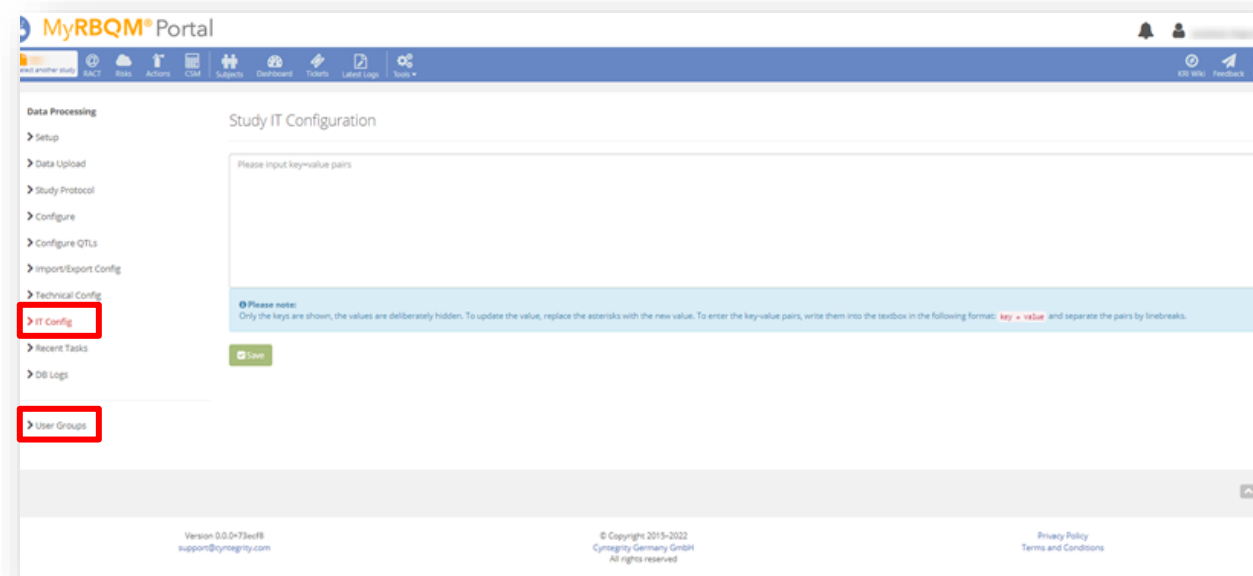 MyRBQM® Portal
select another study RACT Risks Actions CSM Subjects Dashboard Tickets Latest Logs Tools KRI Wiki Feedback
Data Processing
Study IT Configuration
Setup
Please input key=value pairs
Data Upload
Study Protocol
Configure
Configure QTLs
Import/Export Config
Technical Config
Please note:
Only the keys are shown, the values are deliberately hidden. To update the value, replace the asterisks with the new value. To enter the key-value pairs, write them into the textbox in the following format: key = value and separate the pairs by linebreaks.
IT Config
Recent Tasks
Save
DB Logs
User Groups
Version 0.0.0+73ecf8
support@cyntegrity.com
© Copyright 2015–2022
Cyntegrity Germany GmbH
All rights reserved
Privacy Policy
Terms and Conditions